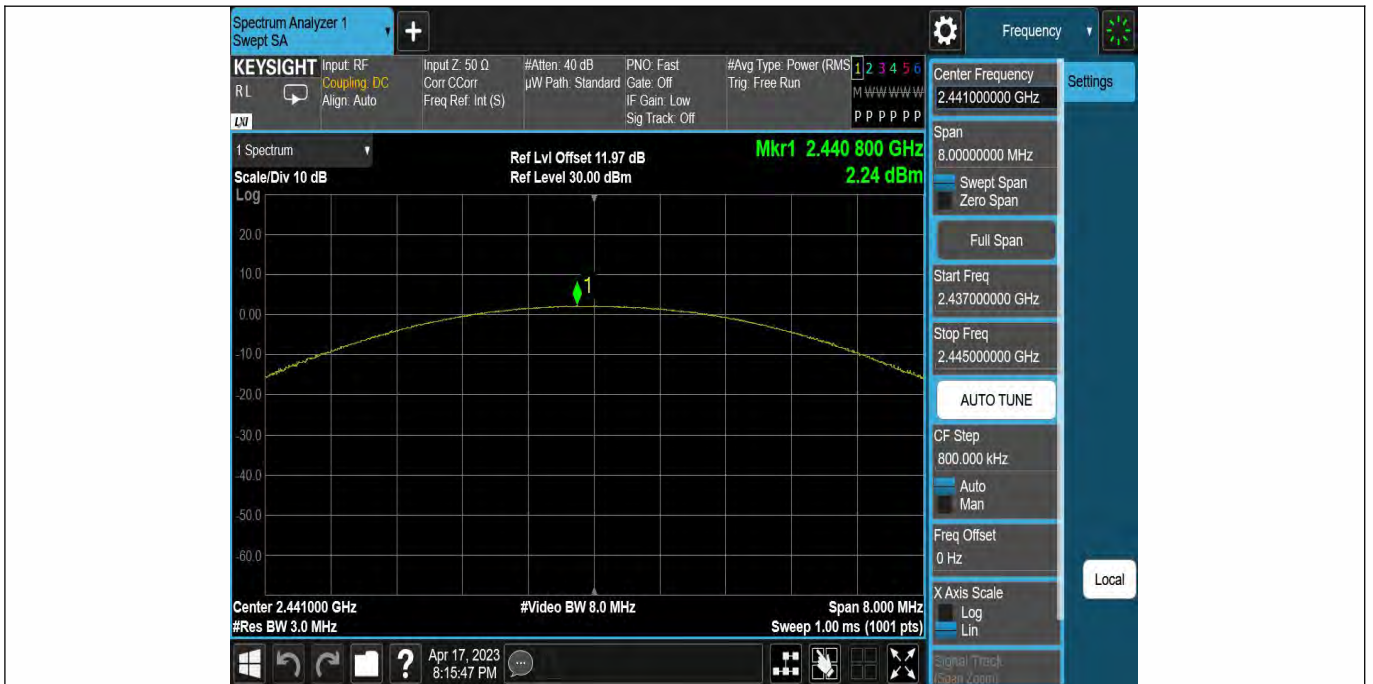 Spectrum Analyzer 1
Swept SA
Frequency
KEYSIGHT
RL
LXI
Input: RF
Coupling: DC
Align: Auto
Input Z: 50 Ω
Corr CCorr
Freq Ref: Int (S)
#Atten: 40 dB
µW Path: Standard
PNO: Fast
Gate: Off
IF Gain: Low
Sig Track: Off
#Avg Type: Power (RMS
Trig: Free Run
1 2 3 4 5 6
M W W W W W
P P P P P P
1 Spectrum
Scale/Div 10 dB
Log
Ref Lvl Offset 11.97 dB
Ref Level 30.00 dBm
Mkr1 2.440 800 GHz
2.24 dBm
20.0
10.0
1
0.00
-10.0
-20.0
-30.0
-40.0
-50.0
-60.0
Center 2.441000 GHz
#Res BW 3.0 MHz
#Video BW 8.0 MHz
Span 8.000 MHz
Sweep 1.00 ms (1001 pts)
Center Frequency
2.441000000 GHz
Settings
Span
8.00000000 MHz
Swept Span
Zero Span
Full Span
Start Freq
2.437000000 GHz
Stop Freq
2.445000000 GHz
AUTO TUNE
CF Step
800.000 kHz
Auto
Man
Freq Offset
0 Hz
X Axis Scale
Log
Lin
Local
Signal Track
(Span Zoom)
?
Apr 17, 2023
8:15:47 PM